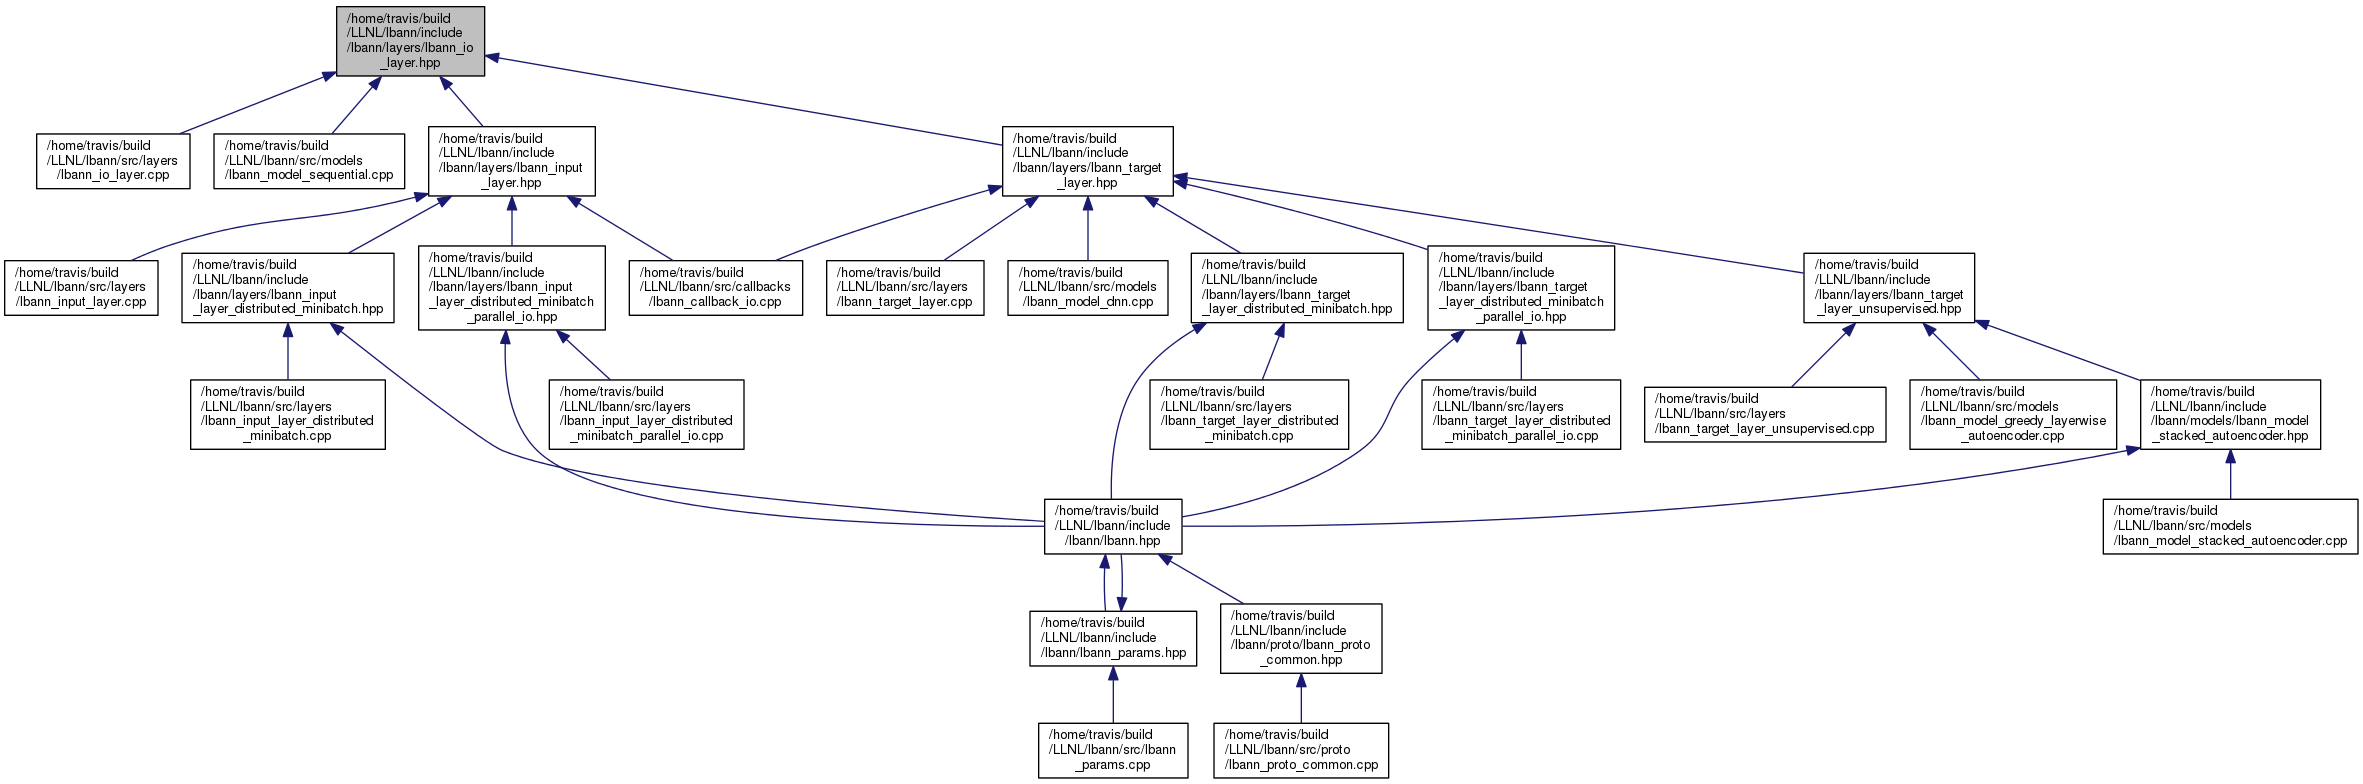 /home/travis/build
/LLNL/lbann/include
/lbann/layers/lbann_io
_layer.hpp
/home/travis/build
/LLNL/lbann/src/layers
/lbann_io_layer.cpp
/home/travis/build
/LLNL/lbann/src/models
/lbann_model_sequential.cpp
/home/travis/build
/LLNL/lbann/include
/lbann/layers/lbann_input
_layer.hpp
/home/travis/build
/LLNL/lbann/include
/lbann/layers/lbann_target
_layer.hpp
/home/travis/build
/LLNL/lbann/src/layers
/lbann_input_layer.cpp
/home/travis/build
/LLNL/lbann/include
/lbann/layers/lbann_input
_layer_distributed_minibatch.hpp
/home/travis/build
/LLNL/lbann/include
/lbann/layers/lbann_input
_layer_distributed_minibatch
_parallel_io.hpp
/home/travis/build
/LLNL/lbann/src/callbacks
/lbann_callback_io.cpp
/home/travis/build
/LLNL/lbann/src/layers
/lbann_target_layer.cpp
/home/travis/build
/LLNL/lbann/src/models
/lbann_model_dnn.cpp
/home/travis/build
/LLNL/lbann/include
/lbann/layers/lbann_target
_layer_distributed_minibatch.hpp
/home/travis/build
/LLNL/lbann/include
/lbann/layers/lbann_target
_layer_distributed_minibatch
_parallel_io.hpp
/home/travis/build
/LLNL/lbann/include
/lbann/layers/lbann_target
_layer_unsupervised.hpp
/home/travis/build
/LLNL/lbann/src/layers
/lbann_input_layer_distributed
_minibatch.cpp
/home/travis/build
/LLNL/lbann/src/layers
/lbann_input_layer_distributed
_minibatch_parallel_io.cpp
/home/travis/build
/LLNL/lbann/src/layers
/lbann_target_layer_distributed
_minibatch.cpp
/home/travis/build
/LLNL/lbann/src/layers
/lbann_target_layer_distributed
_minibatch_parallel_io.cpp
/home/travis/build
/LLNL/lbann/src/layers
/lbann_target_layer_unsupervised.cpp
/home/travis/build
/LLNL/lbann/src/models
/lbann_model_greedy_layerwise
_autoencoder.cpp
/home/travis/build
/LLNL/lbann/include
/lbann/models/lbann_model
_stacked_autoencoder.hpp
/home/travis/build
/LLNL/lbann/include
/lbann/lbann.hpp
/home/travis/build
/LLNL/lbann/src/models
/lbann_model_stacked_autoencoder.cpp
/home/travis/build
/LLNL/lbann/include
/lbann/lbann_params.hpp
/home/travis/build
/LLNL/lbann/include
/lbann/proto/lbann_proto
_common.hpp
/home/travis/build
/LLNL/lbann/src/lbann
_params.cpp
/home/travis/build
/LLNL/lbann/src/proto
/lbann_proto_common.cpp